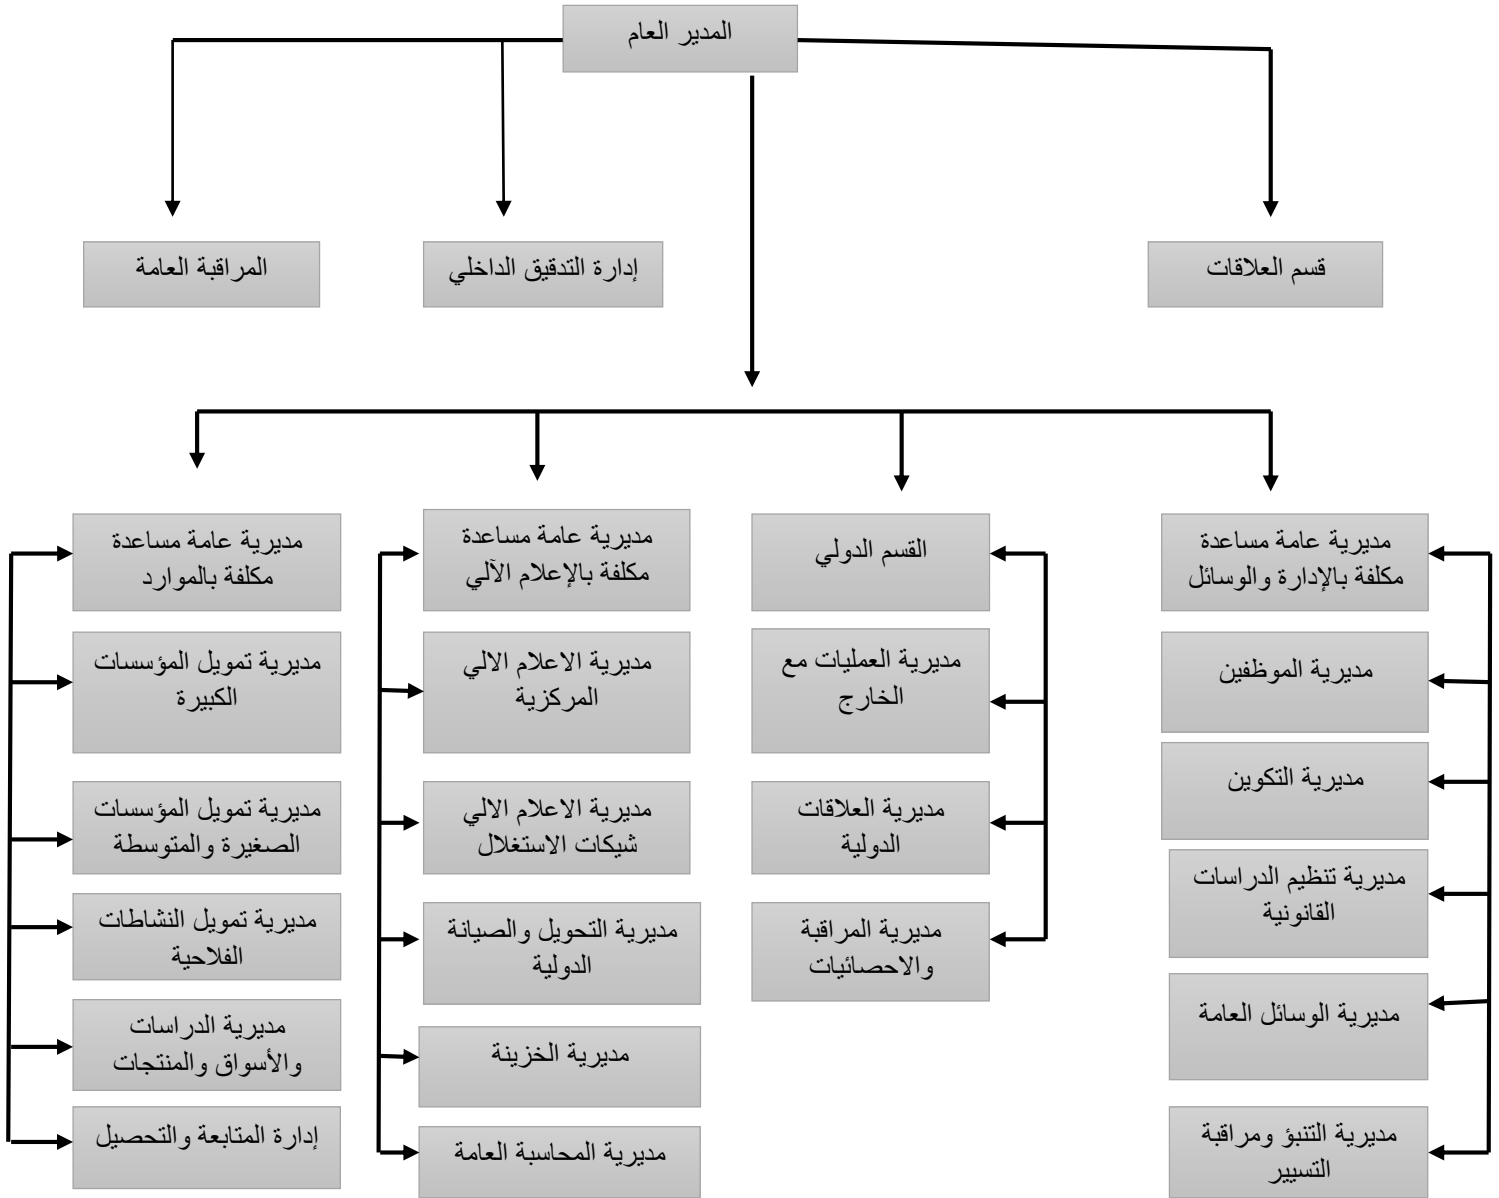 المدير العام
قسم العلاقات
إدارة التدقيق الداخلي
المراقبة العامة
مديرية عامة مساعدة
مكلفة بالإدارة والوسائل
مديرية الموظفين
مديرية التكوين
مديرية تنظيم الدراسات
القانونية
مديرية الوسائل العامة
مديرية التنبؤ ومراقبة
التسيير
القسم الدولي
مديرية العمليات مع
الخارج
مديرية العلاقات
الدولية
مديرية المراقبة
والاحصائيات
مديرية عامة مساعدة
مكلفة بالإعلام الآلي
مديرية الاعلام الالي
المركزية
مديرية الاعلام الالي
شيكات الاستغلال
مديرية التحويل والصيانة
الدولية
مديرية الخزينة
مديرية المحاسبة العامة
مديرية عامة مساعدة
مكلفة بالموارد
مديرية تمويل المؤسسات
الكبيرة
مديرية تمويل المؤسسات
الصغيرة والمتوسطة
مديرية تمويل النشاطات
الفلاحية
مديرية الدراسات
والأسواق والمنتجات
إدارة المتابعة والتحصيل